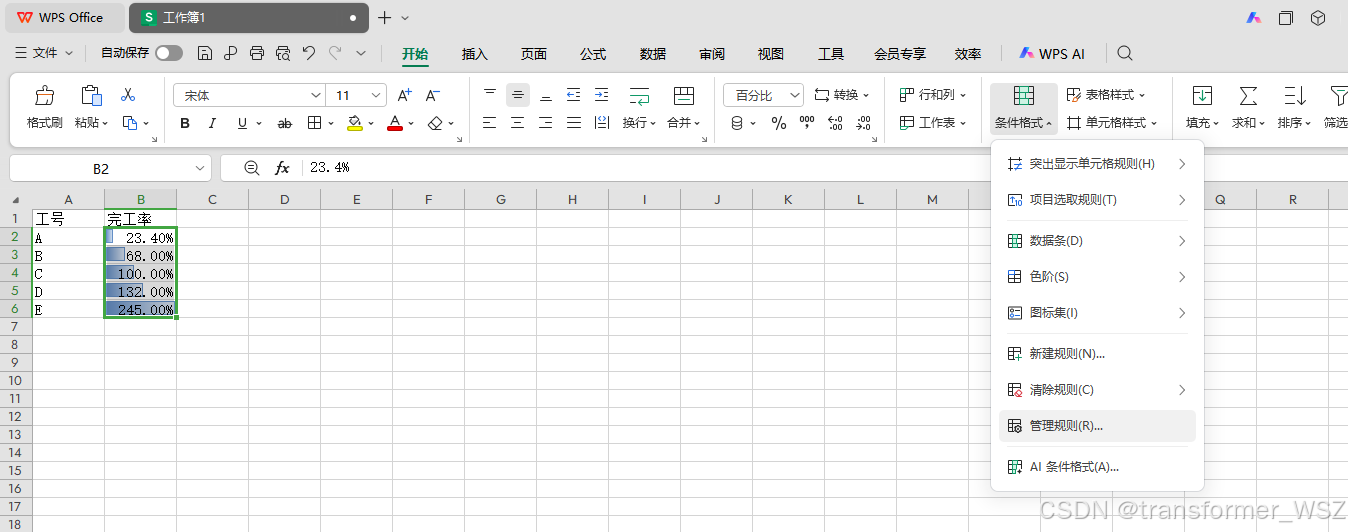 WPS Office
S 工作簿1
文件 自动保存 开始 插入 页面 公式 数据 审阅 视图 工具 会员专享 效率 WPS AI
格式刷 粘贴 宋体 11 A+ A- 换行 合并 百分比 转换 行和列 条件格式 表格样式 填充 求和 排序 筛选
B I U ab A % 工作表 单元格样式
B2 fx 23.4%
A B C D E F G H I J K L M Q R
1 工号 完工率
2 A 23.40%
3 B 68.00%
4 C 100.00%
5 D 132.00%
6 E 245.00%
7
8
9
10
11
12
13
14
15
16
17
18
突出显示单元格规则(H)
项目选取规则(T)
数据条(D)
色阶(S)
图标集(I)
新建规则(N)...
清除规则(C)
管理规则(R)...
AI 条件格式(A)...
CSDN @transformer_WSZ